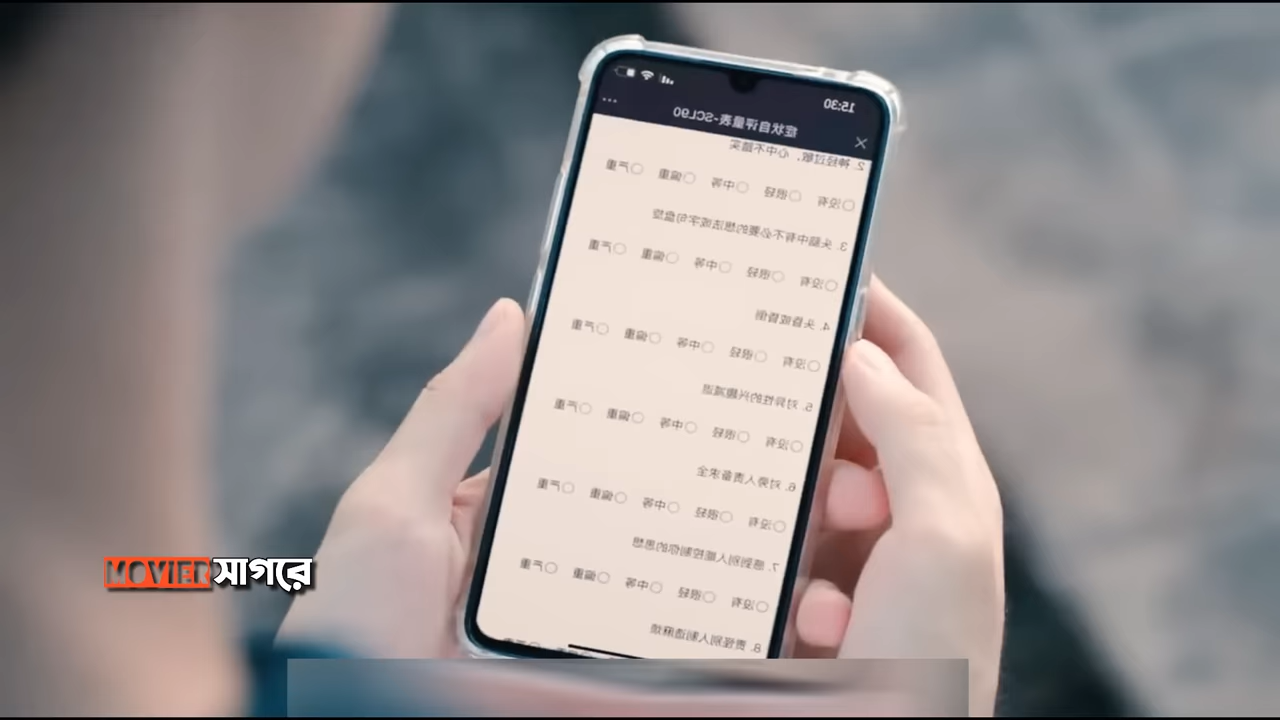 15:30
症状自评量表-SCL90
2. 神经过敏，心中不踏实
没有 很轻 中等 偏重 严重
3. 头脑中有不必要的想法或字句盘旋
没有 很轻 中等 偏重 严重
4. 头昏或昏倒
没有 很轻 中等 偏重 严重
5. 对异性的兴趣减退
没有 很轻 中等 偏重 严重
6. 对旁人责备求全
没有 很轻 中等 偏重 严重
7. 感到别人能控制你的思想
没有 很轻 中等 偏重 严重
8. 责怪别人制造麻烦
MOVIER সাগরে